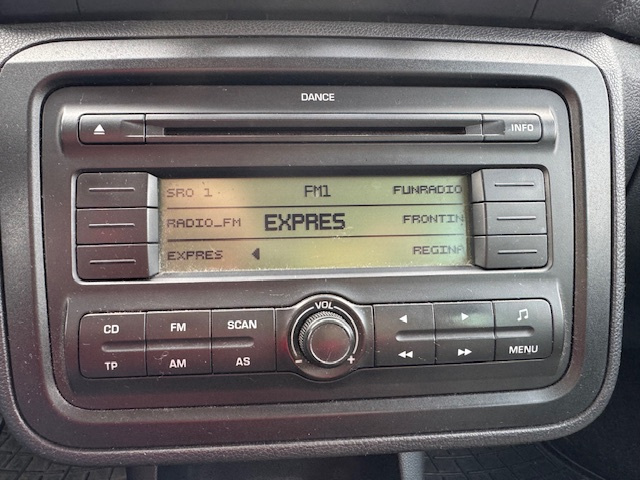 DANCE
INFO
SRO 1 FM1 FUNRADIO
RADIO_FM EXPRES FRONTIN
EXPRES REGINA
VOL
CD FM SCAN
TP AM AS
- +
MENU